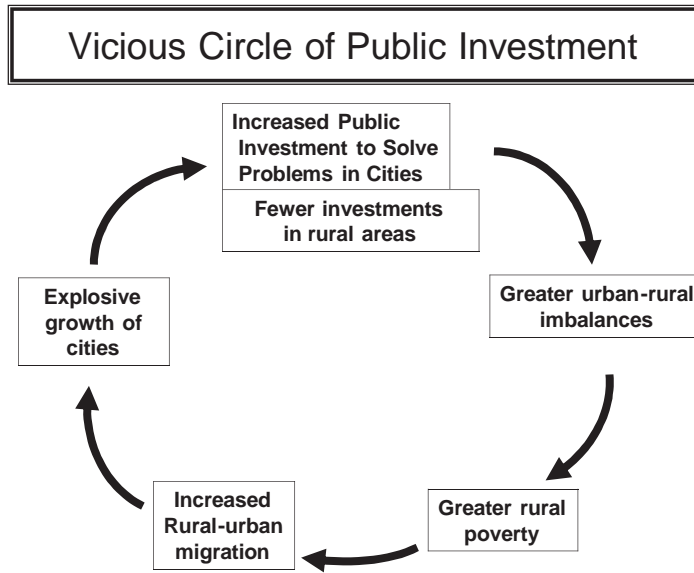 Vicious Circle of Public Investment
Increased Public
Investment to Solve
Problems in Cities
Fewer investments
in rural areas
Greater urban-rural
imbalances
Greater rural
poverty
Increased
Rural-urban
migration
Explosive
growth of
cities